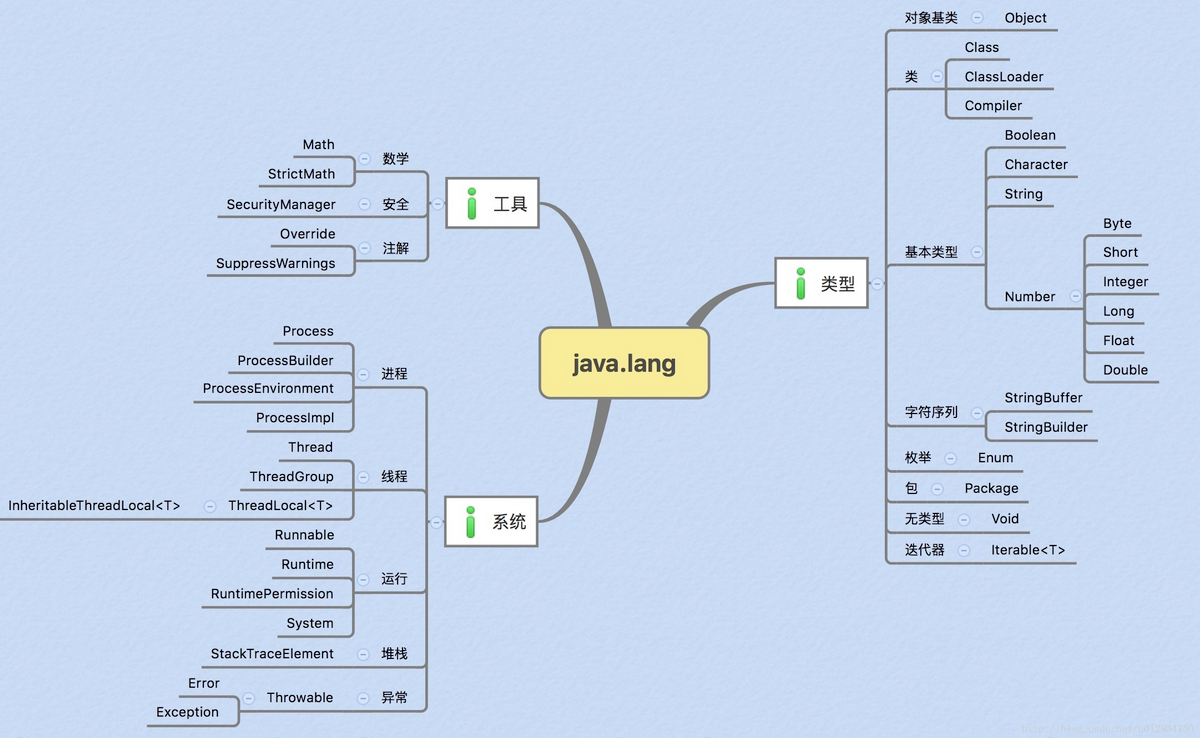 java.lang
类型
对象基类
Object
类
Class
ClassLoader
Compiler
基本类型
Boolean
Character
String
Number
Byte
Short
Integer
Long
Float
Double
字符序列
StringBuffer
StringBuilder
枚举
Enum
包
Package
无类型
Void
迭代器
Iterable<T>
工具
数学
Math
StrictMath
安全
SecurityManager
注解
Override
SuppressWarnings
系统
进程
Process
ProcessBuilder
ProcessEnvironment
ProcessImpl
线程
Thread
ThreadGroup
ThreadLocal<T>
InheritableThreadLocal<T>
运行
Runnable
Runtime
RuntimePermission
System
堆栈
StackTraceElement
异常
Throwable
Error
Exception